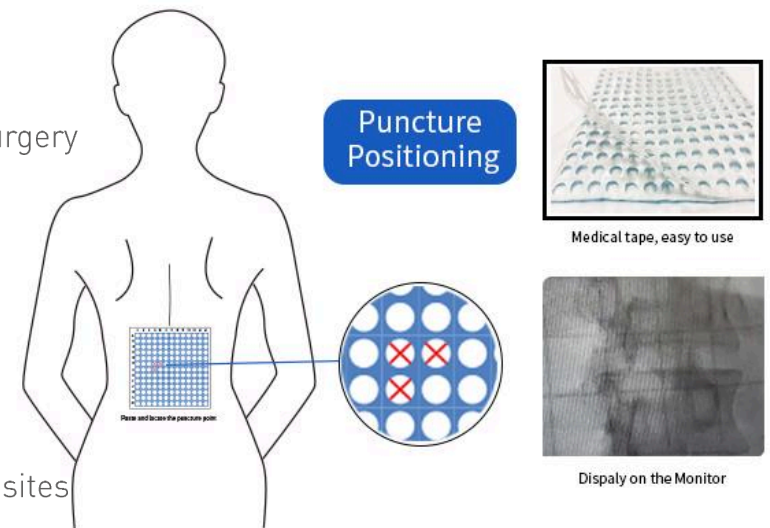 urgery
Puncture
Positioning
Medical tape, easy to use
Paste and locate the puncture point
Dispaly on the Monitor
sites